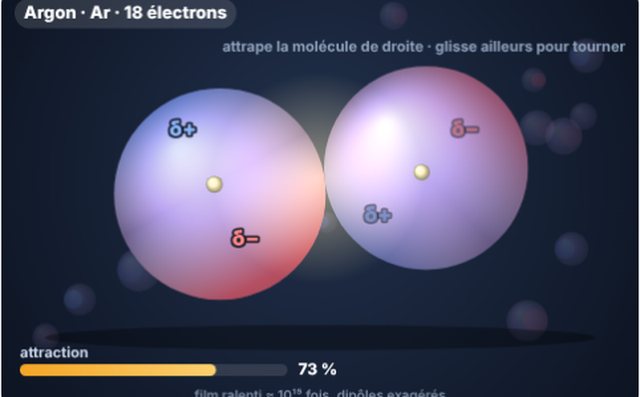 Argon · Ar · 18 électrons
attrape la molécule de droite · glisse ailleurs pour tourner
δ+
δ−
δ−
δ+
attraction
73 %
film ralenti ≈ 10¹⁵ fois, dipôles exagérés